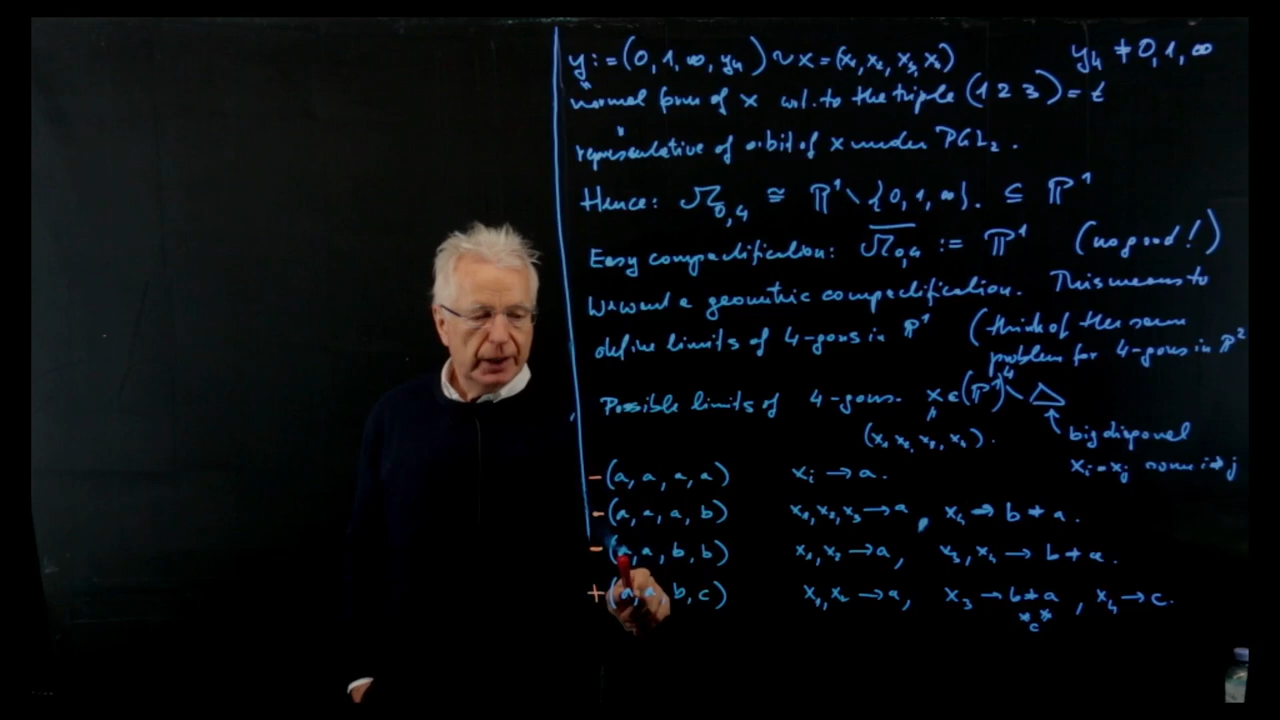 y := (0, 1, ∞, y₄) ~ x = (x₁, x₂, x₃, x₄) y₄ ≠ 0, 1, ∞
"
normal form of x w.r. to the triple (1 2 3) = t
"
representative of orbit of x under PGL₂.
Hence: 𝓜₀,₄ ≅ ℙ¹ \ {0, 1, ∞}. ⊆ ℙ¹
Easy compactification: 𝓜̅₀,₄ := ℙ¹ (no good!)
We want a geometric compactification. This means to
define limits of 4-gons in ℙ¹ (think of the same
problem for 4-gons in ℙ²
Possible limits of 4-gons. x ∈ (ℙ¹)⁴ \ △
(x₁, x₂, x₃, x₄). big diagonal
xᵢ = xⱼ some i ≠ j
– (a, a, a, a) xᵢ → a.
– (a, a, a, b) x₁, x₂, x₃ → a, x₄ → b ≠ a.
– (a, a, b, b) x₁, x₂ → a, x₃, x₄ → b ≠ a.
+ (a, a, b, c) x₁, x₂ → a, x₃ → b ≠ a, x₄ → c.
≠ ≠
c